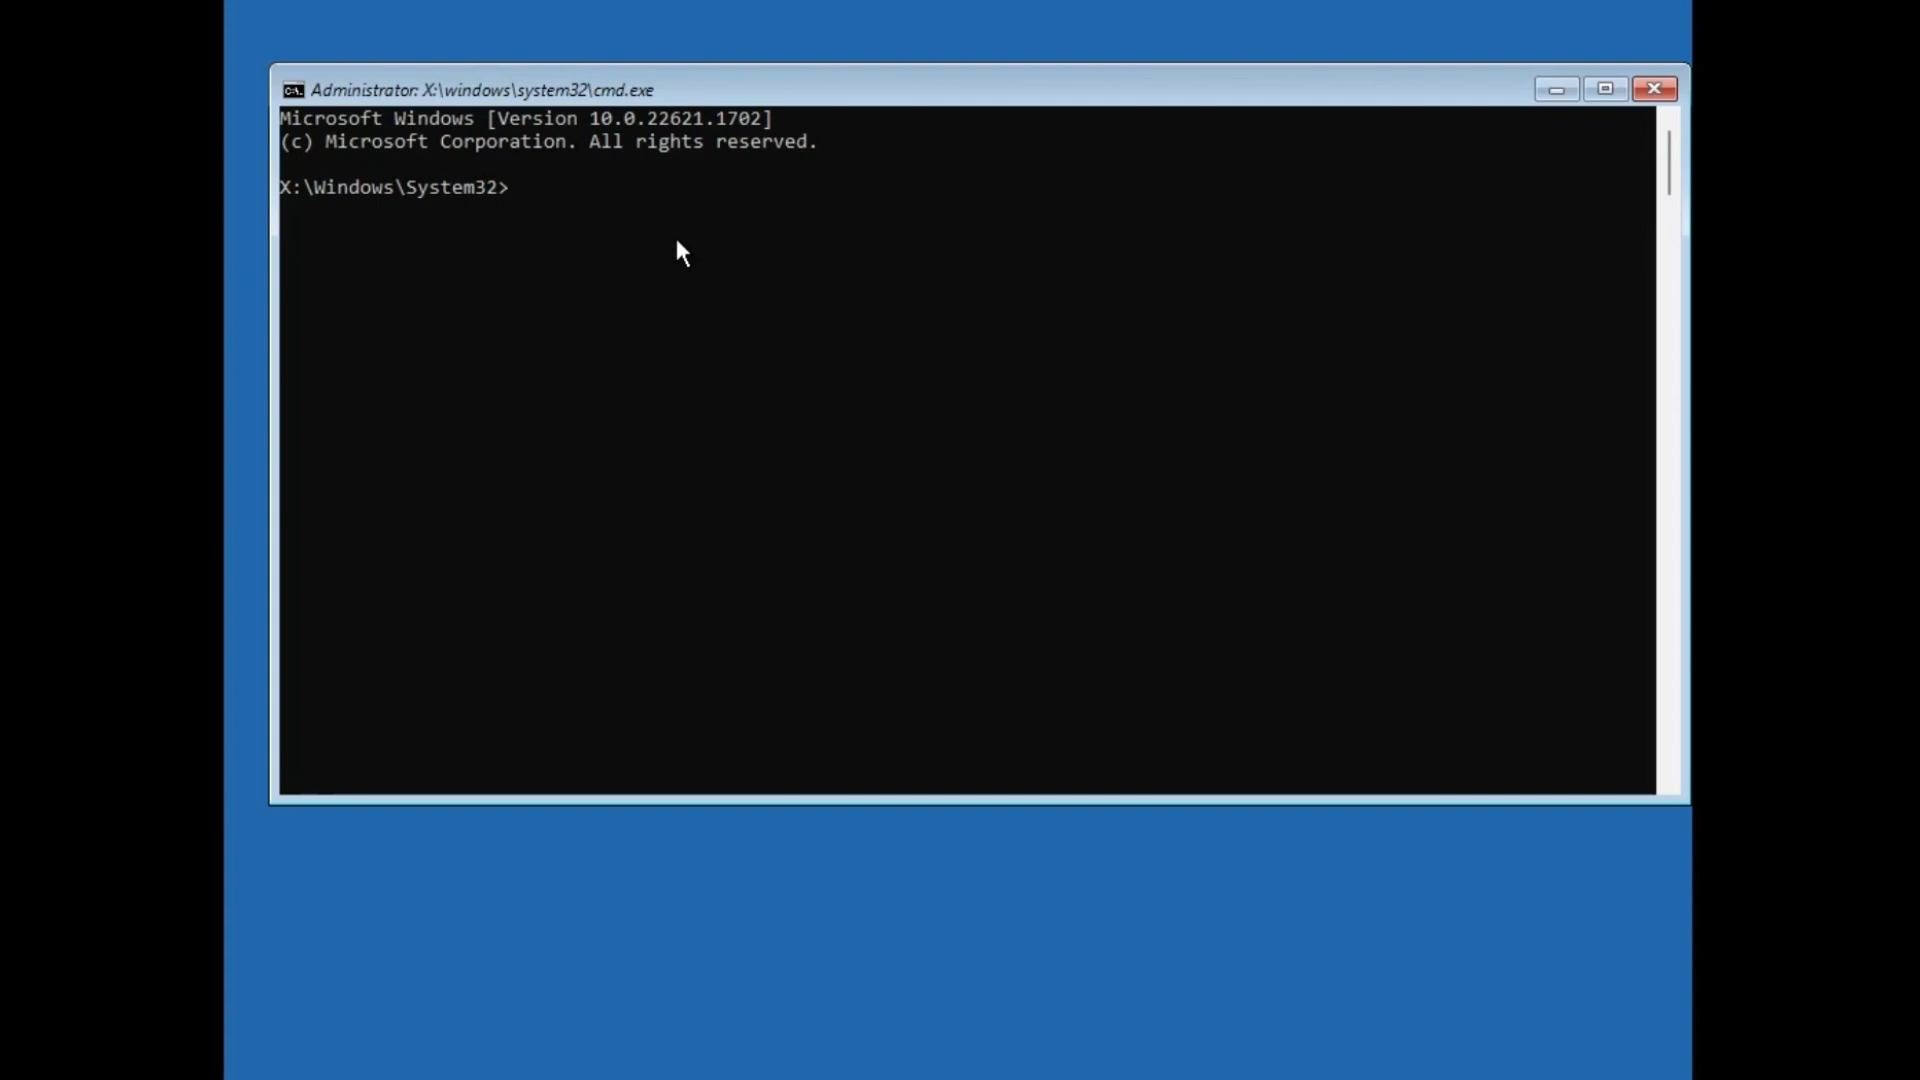 Administrator: X:\windows\system32\cmd.exe
Microsoft Windows [Version 10.0.22621.1702]
(c) Microsoft Corporation. All rights reserved.
X:\Windows\System32>